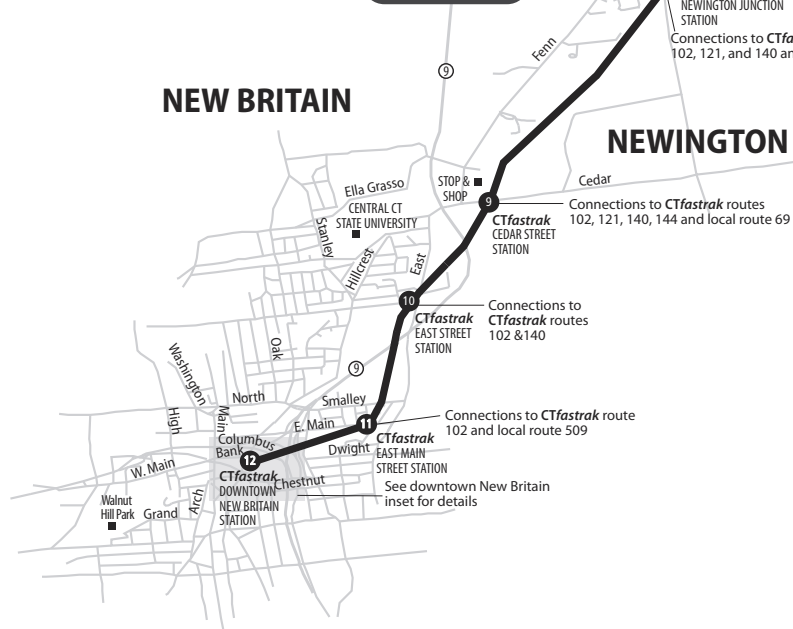 NEWINGTON JUNCTION
STATION
Connections to CTfa
102, 121, and 140 an
Fenn
9
NEW BRITAIN
NEWINGTON
Cedar
STOP &
SHOP
Ella Grasso
CENTRAL CT
STATE UNIVERSITY
Stanley
Hillcrest
East
9
CTfastrak
CEDAR STREET
STATION
Connections to CTfastrak routes
102, 121, 140, 144 and local route 69
10
CTfastrak
EAST STREET
STATION
Connections to
CTfastrak routes
102 &140
Oak
Washington
9
High
Main
North
Smalley
E. Main
Columbus
Bank
Dwight
11
CTfastrak
EAST MAIN
STREET STATION
Connections to local CTfastrak route
102 and local route 509
W. Main
12
CTfastrak
DOWNTOWN
NEW BRITAIN
STATION
Chestnut
See downtown New Britain
inset for details
Arch
Walnut
Hill Park
Grand